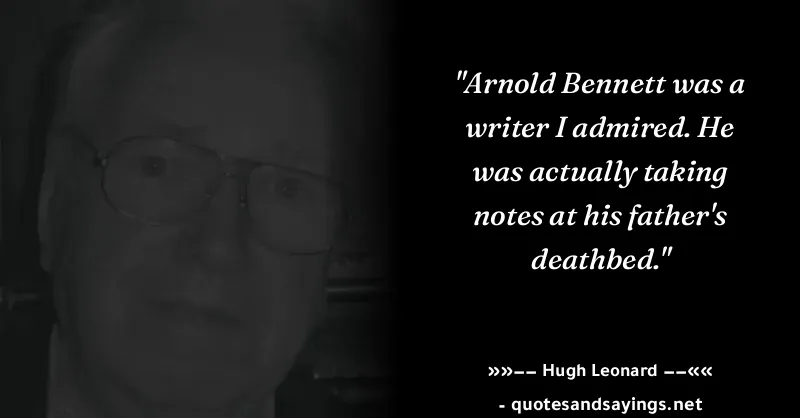 "Arnold Bennett was a
writer I admired. He
was actually taking
notes at his father's
deathbed."
»»−− Hugh Leonard −−««
- quotesandsayings.net